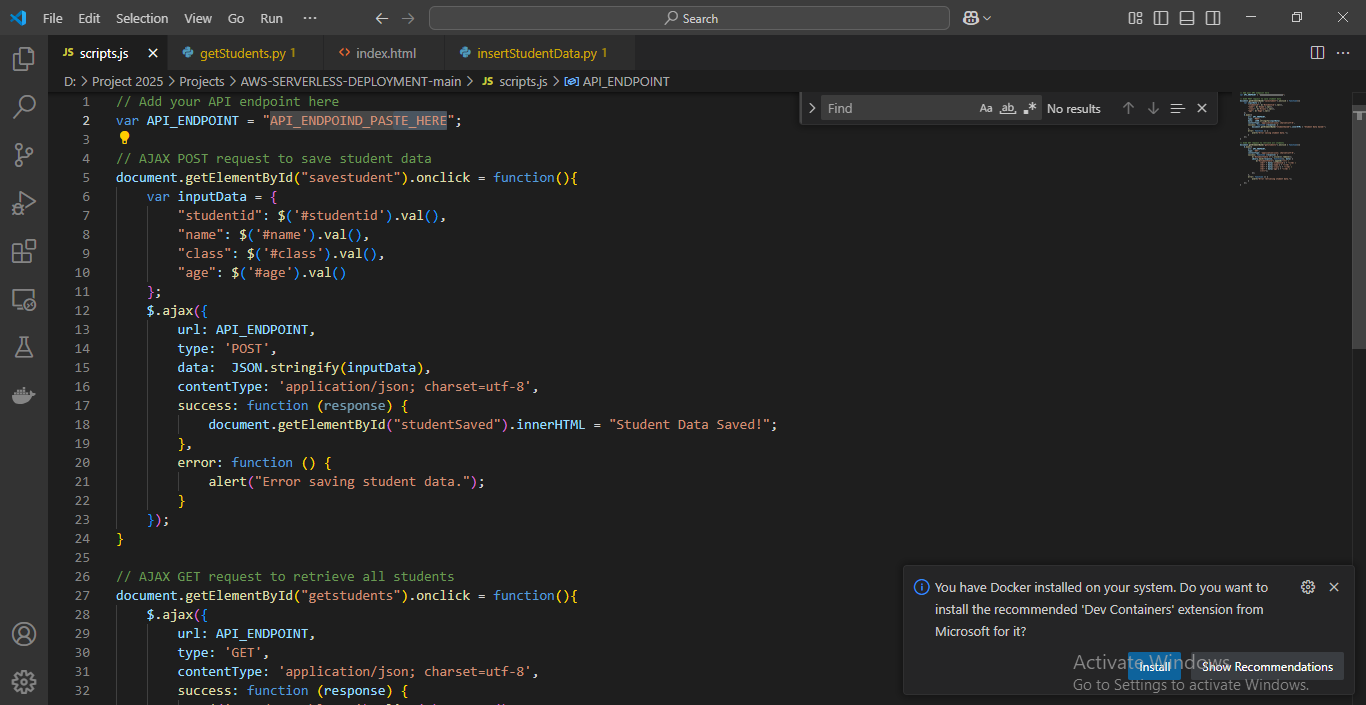 File Edit Selection View Go Run ··· Search
JS scripts.js getStudents.py 1 <> index.html insertStudentData.py 1
D: > Project 2025 > Projects > AWS-SERVERLESS-DEPLOYMENT-main > JS scripts.js > API_ENDPOINT
Find Aa ab .* No results
1 // Add your API endpoint here
2 var API_ENDPOINT = "API_ENDPOIND_PASTE_HERE";
3
4 // AJAX POST request to save student data
5 document.getElementById("savestudent").onclick = function(){
6 var inputData = {
7 "studentid": $('#studentid').val(),
8 "name": $('#name').val(),
9 "class": $('#class').val(),
10 "age": $('#age').val()
11 };
12 $.ajax({
13 url: API_ENDPOINT,
14 type: 'POST',
15 data:  JSON.stringify(inputData),
16 contentType: 'application/json; charset=utf-8',
17 success: function (response) {
18 document.getElementById("studentSaved").innerHTML = "Student Data Saved!";
19 },
20 error: function () {
21 alert("Error saving student data.");
22 }
23 });
24 }
25
26 // AJAX GET request to retrieve all students
27 document.getElementById("getstudents").onclick = function(){
28 $.ajax({
29 url: API_ENDPOINT,
30 type: 'GET',
31 contentType: 'application/json; charset=utf-8',
32 success: function (response) {
You have Docker installed on your system. Do you want to
install the recommended 'Dev Containers' extension from
Microsoft for it?
Install Show Recommendations
Activate Windows
Go to Settings to activate Windows.